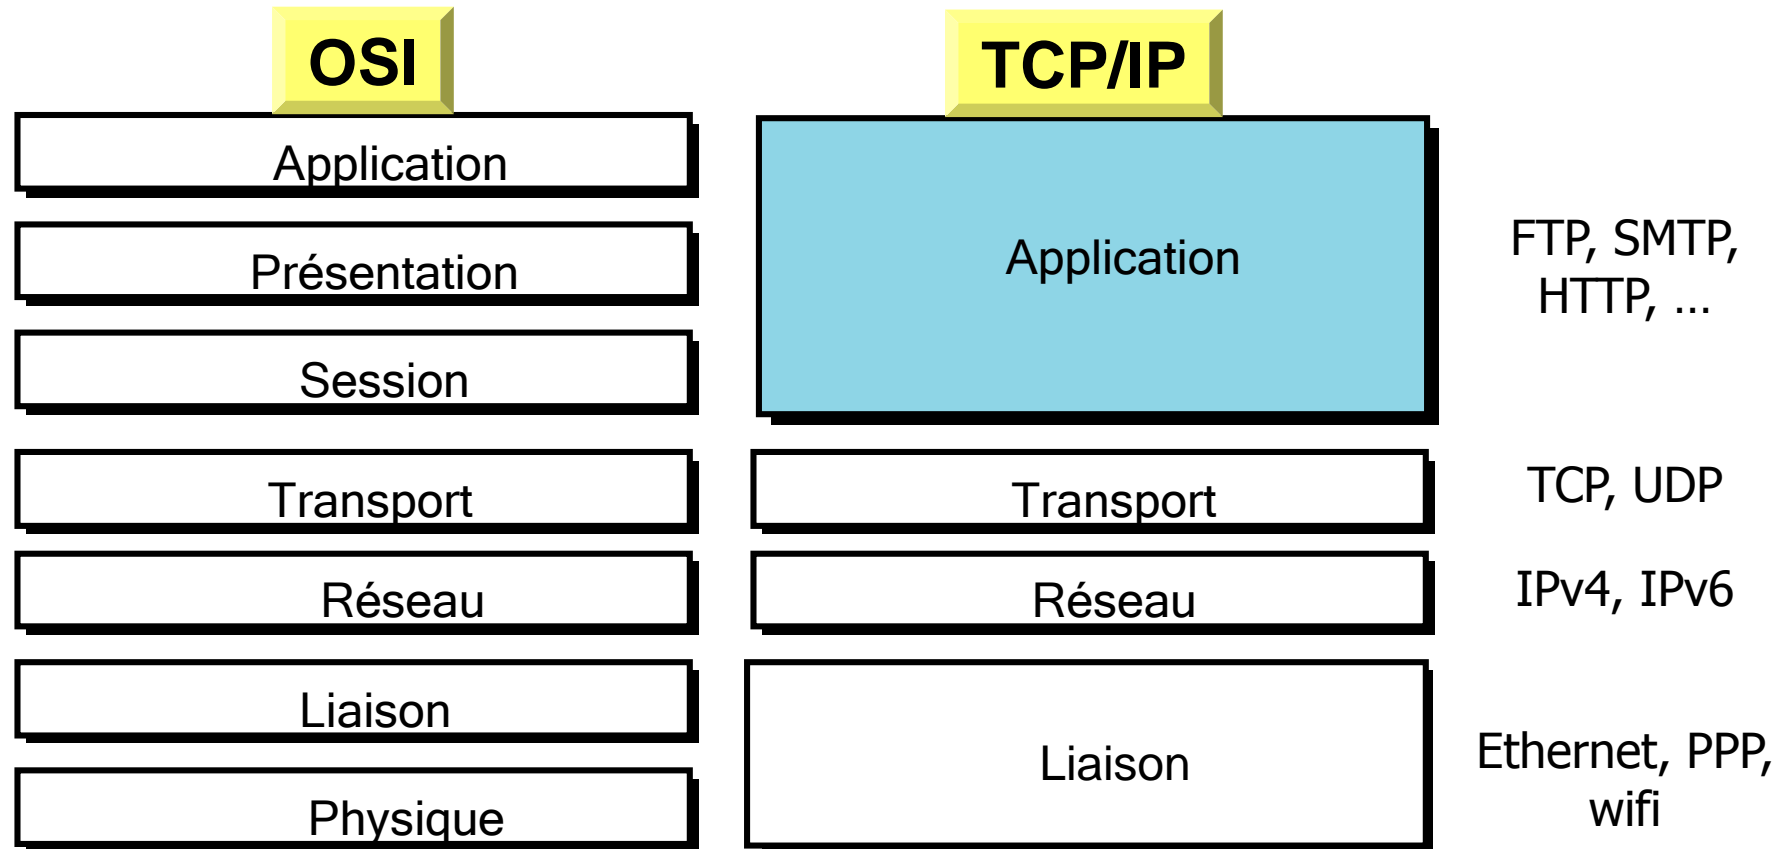 OSI
TCP/IP
Application
Présentation
Session
Application
FTP, SMTP,
HTTP, ...
Transport
Transport
TCP, UDP
Réseau
Réseau
IPv4, IPv6
Liaison
Physique
Liaison
Ethernet, PPP,
wifi